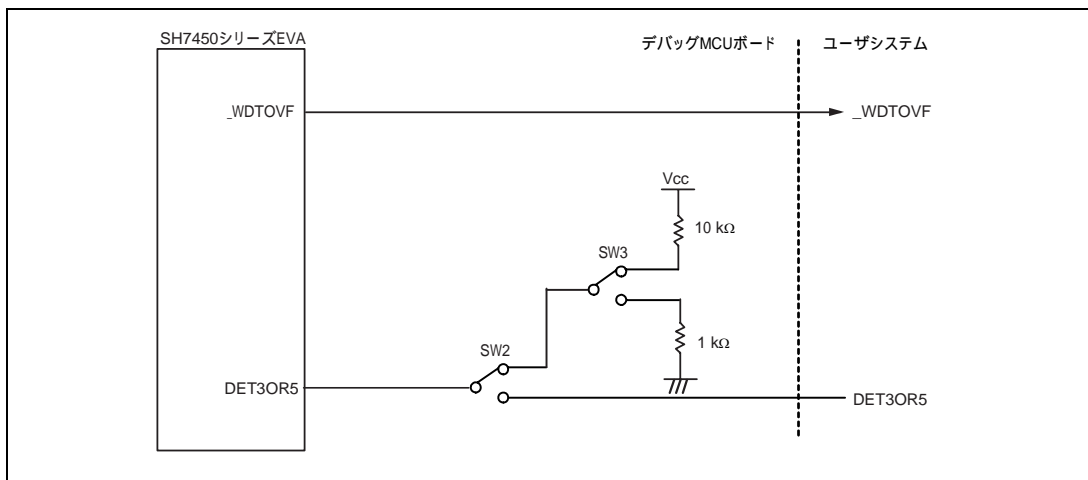 SH7450シリーズEVA
デバッグMCUボード
ユーザシステム
_WDTOVF
_WDTOVF
Vcc
10 kΩ
SW3
1 kΩ
SW2
DET3OR5
DET3OR5